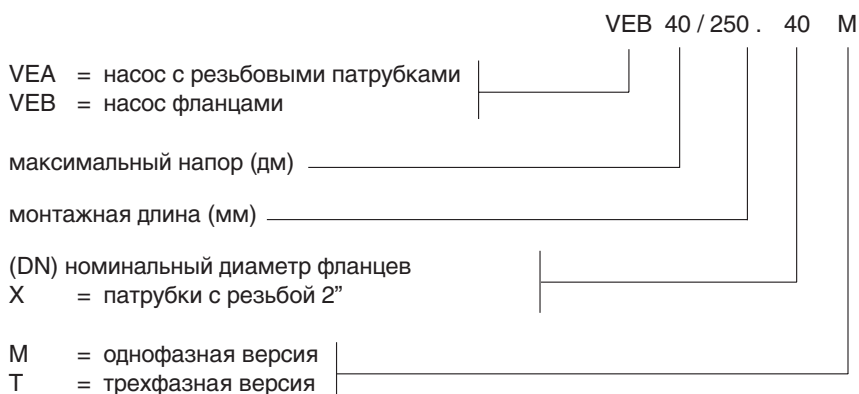 VEB 40 / 250 . 40 M
VEA = насос с резьбовыми патрубками
VEB = насос фланцами
максимальный напор (дм)
монтажная длина (мм)
(DN) номинальный диаметр фланцев
X = патрубки с резьбой 2”
M = однофазная версия
T = трехфазная версия